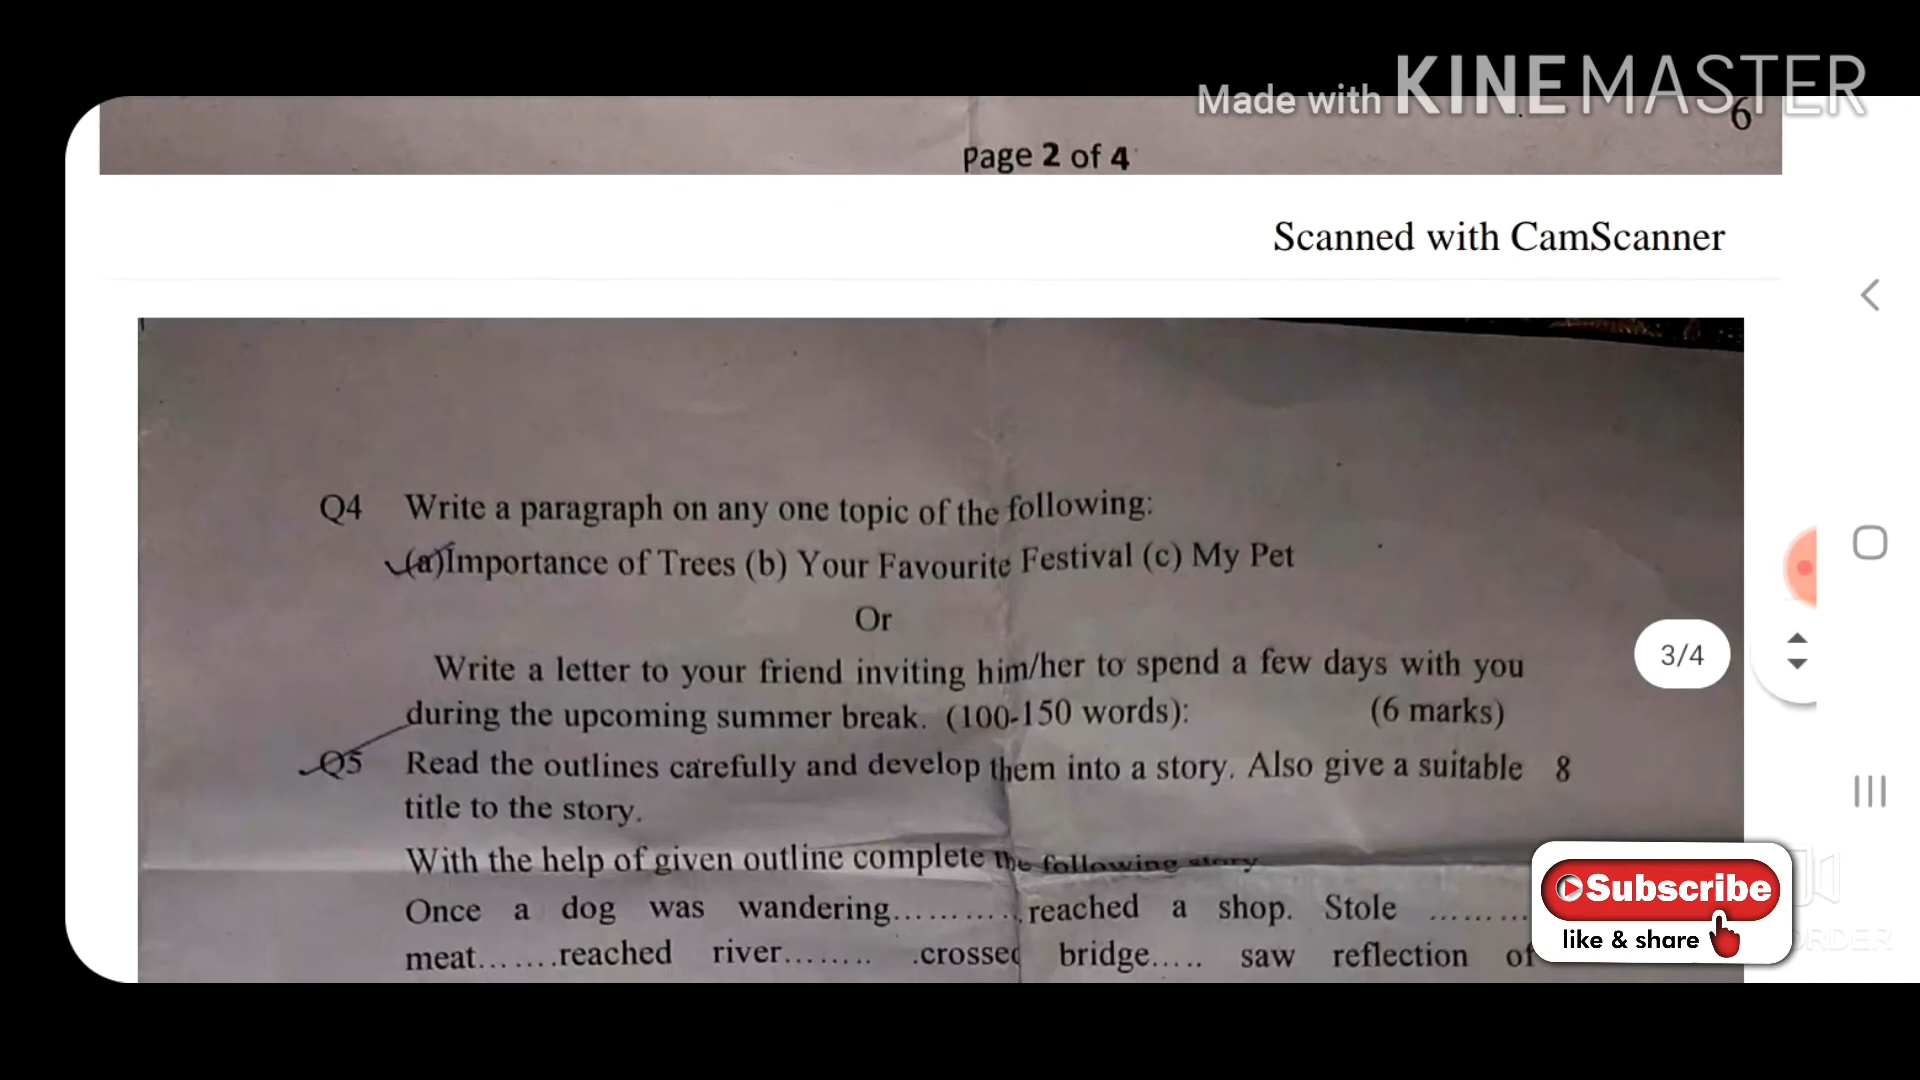 Made with KINEMASTER
6
Page 2 of 4
Scanned with CamScanner
Q4 Write a paragraph on any one topic of the following:
(a)Importance of Trees (b) Your Favourite Festival (c) My Pet
Or
Write a letter to your friend inviting him/her to spend a few days with you
during the upcoming summer break. (100-150 words): (6 marks)
3/4
Q5 Read the outlines carefully and develop them into a story. Also give a suitable 8
title to the story.
With the help of given outline complete the following story
Once a dog was wandering...........reached a shop. Stole .........
meat.......reached river........ .crossed bridge..... saw reflection of
Subscribe
like & share